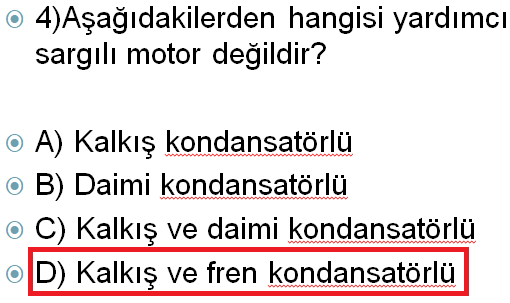 4)Aşağıdakilerden hangisi yardımcı
sargılı motor değildir?
A) Kalkış kondansatörlü
B) Daimi kondansatörlü
C) Kalkış ve daimi kondansatörlü
D) Kalkış ve fren kondansatörlü